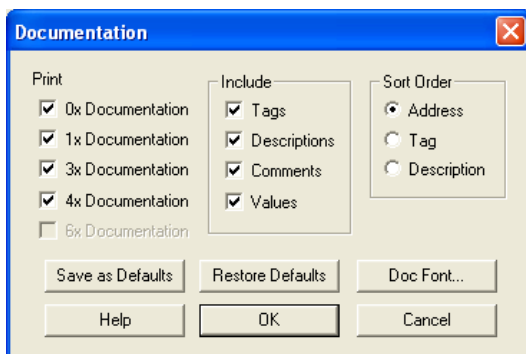 Documentation
Print
0x Documentation
1x Documentation
3x Documentation
4x Documentation
6x Documentation
Include
Tags
Descriptions
Comments
Values
Sort Order
Address
Tag
Description
Save as Defaults
Restore Defaults
Doc Font...
Help
OK
Cancel